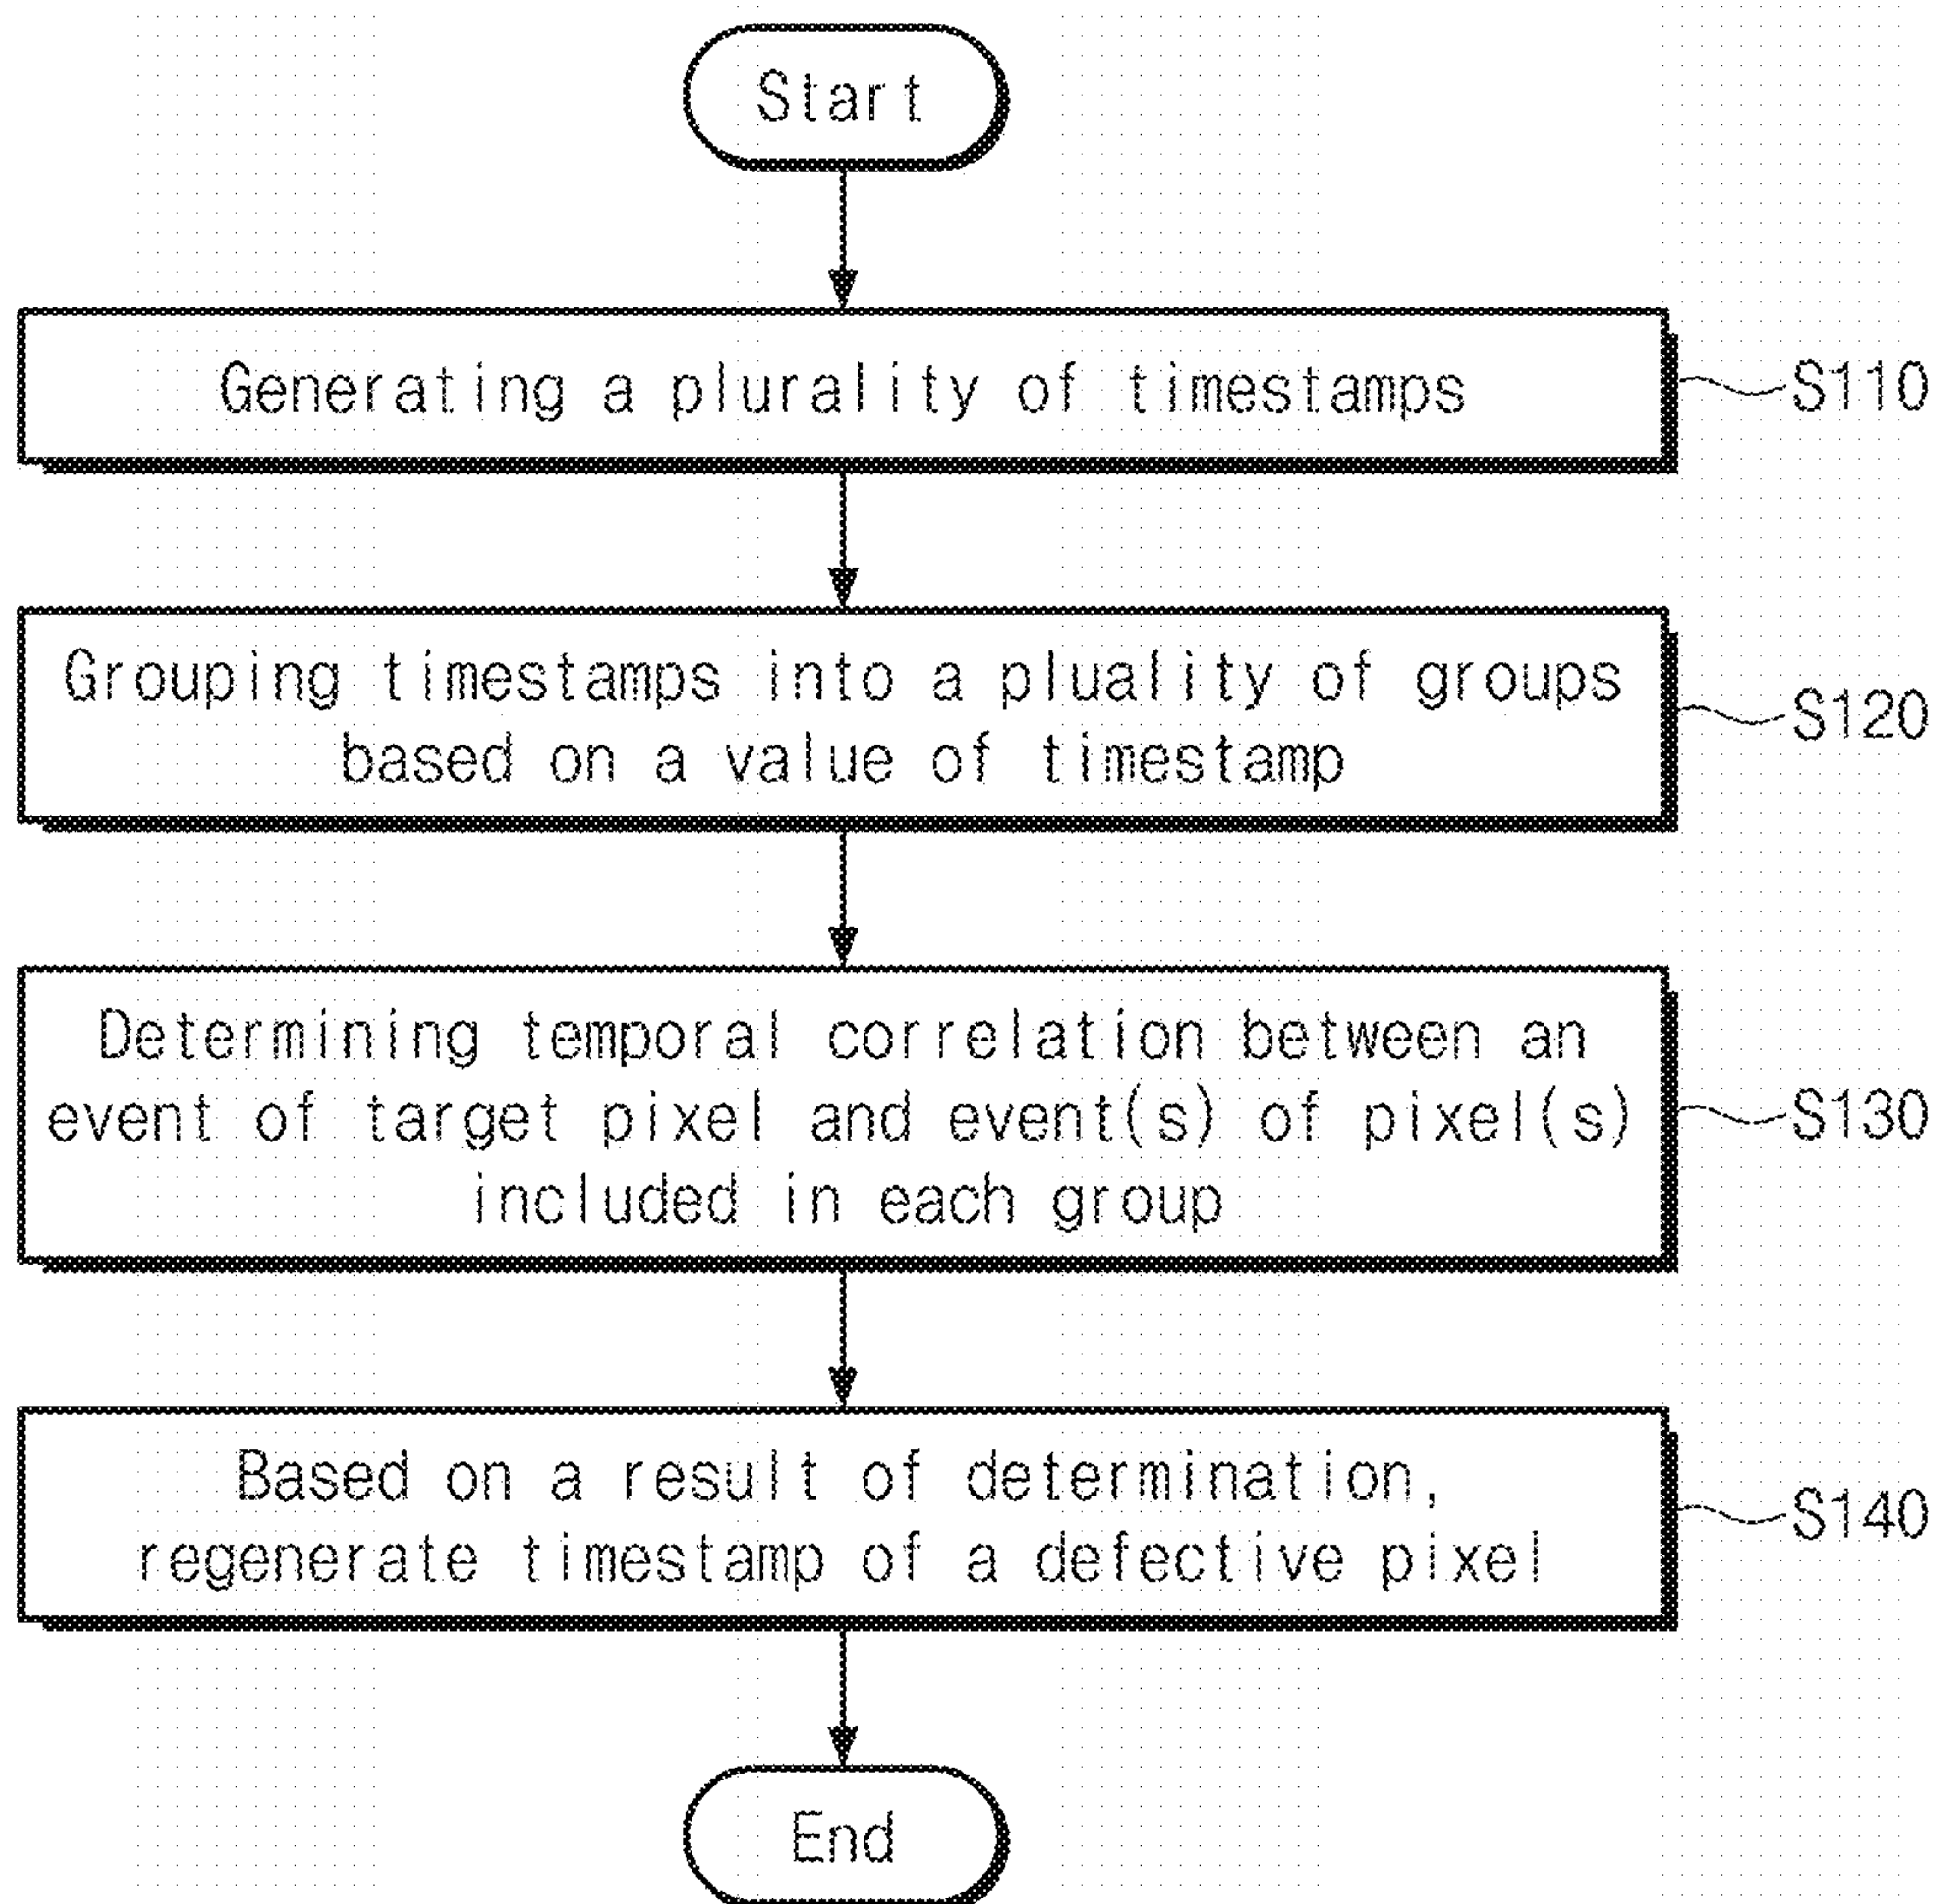 Start
Generating a plurality of timestamps
S110
Grouping timestamps into a pluality of groups
based on a value of timestamp
S120
Determining temporal correlation between an
event of target pixel and event(s) of pixel(s)
included in each group
S130
Based on a result of determination,
regenerate timestamp of a defective pixel
S140
End